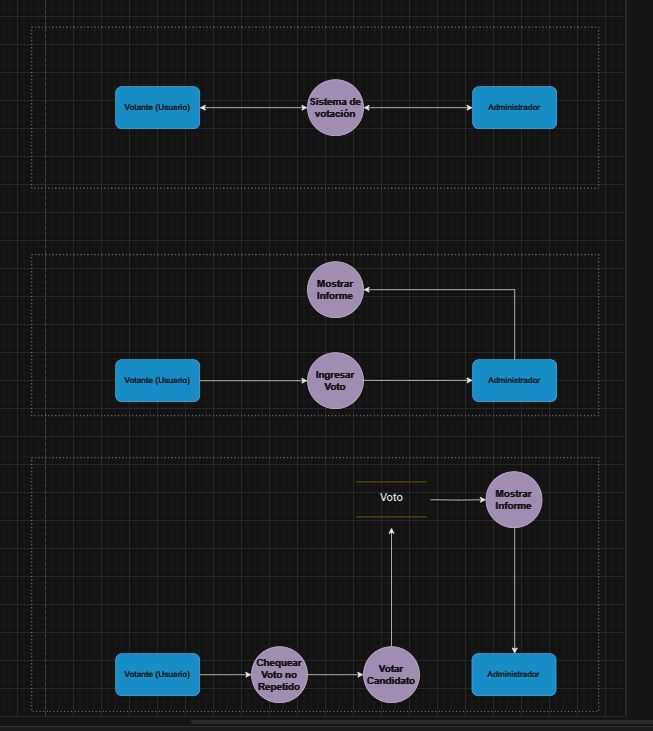 Votante (Usuario)
Sistema de
votación
Administrador
Mostrar
Informe
Votante (Usuario)
Ingresar
Voto
Administrador
Voto
Mostrar
Informe
Votante (Usuario)
Chequear
Voto no
Repetido
Votar
Candidato
Administrador